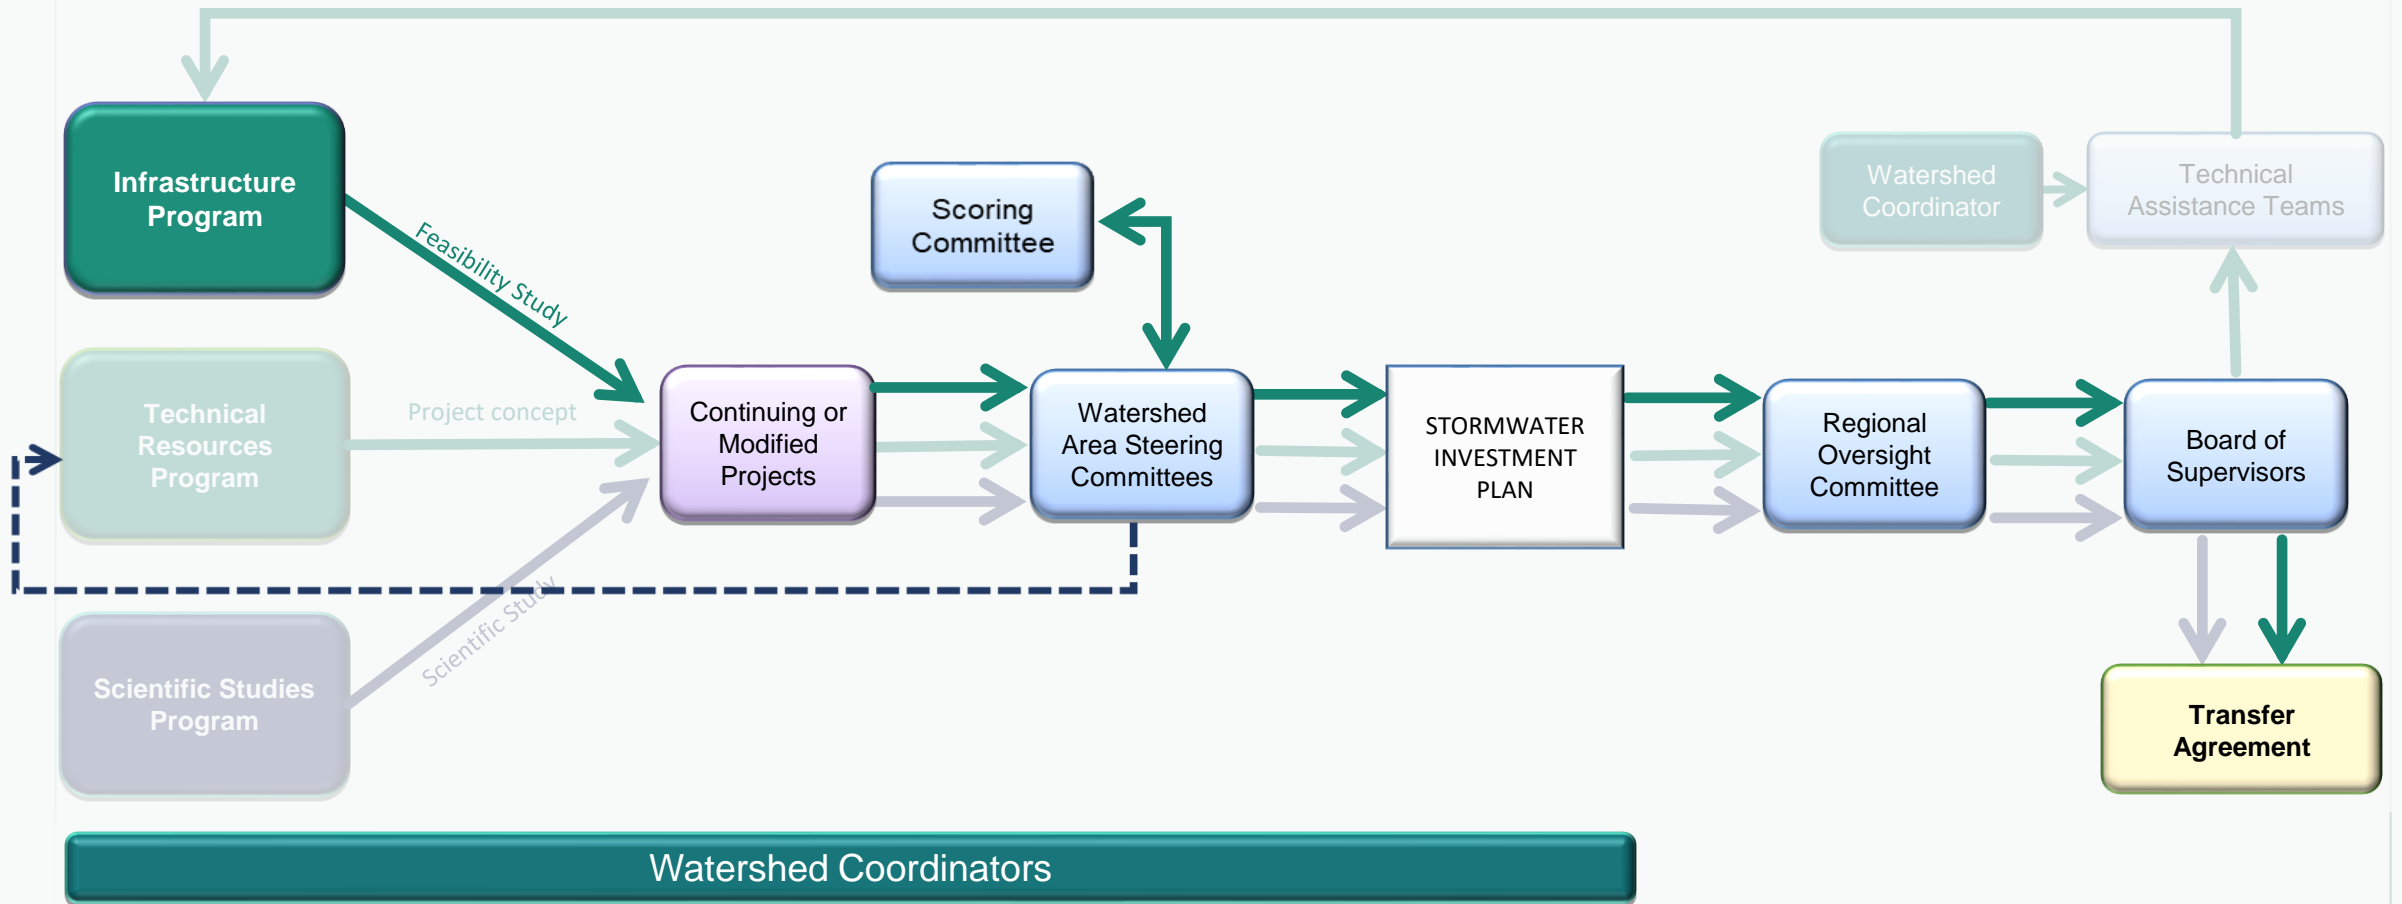 Infrastructure
Program
Feasibility Study
Scoring
Committee
Watershed
Coordinator
Technical
Assistance Teams
Technical
Resources
Program
Project concept
Continuing or
Modified
Projects
Watershed
Area Steering
Committees
STORMWATER
INVESTMENT
PLAN
Regional
Oversight
Committee
Board of
Supervisors
Scientific Studies
Program
Scientific Study
Transfer
Agreement
Watershed Coordinators